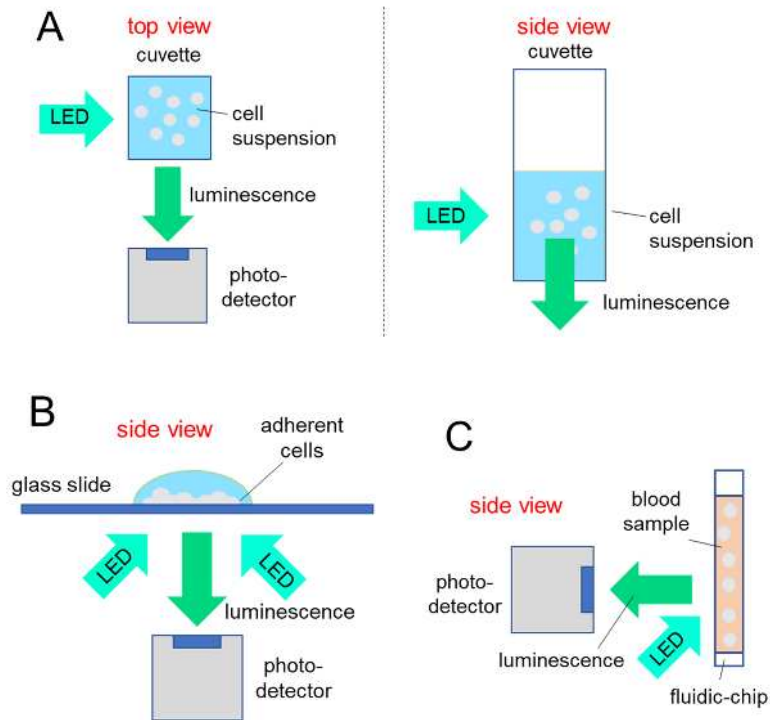 A
top view
cuvette
LED
cell
suspension
luminescence
photo-
detector
side view
cuvette
LED
cell
suspension
luminescence
B
side view
adherent
cells
glass slide
LED
LED
luminescence
photo-
detector
C
side view
blood
sample
photo-
detector
luminescence
LED
fluidic-chip